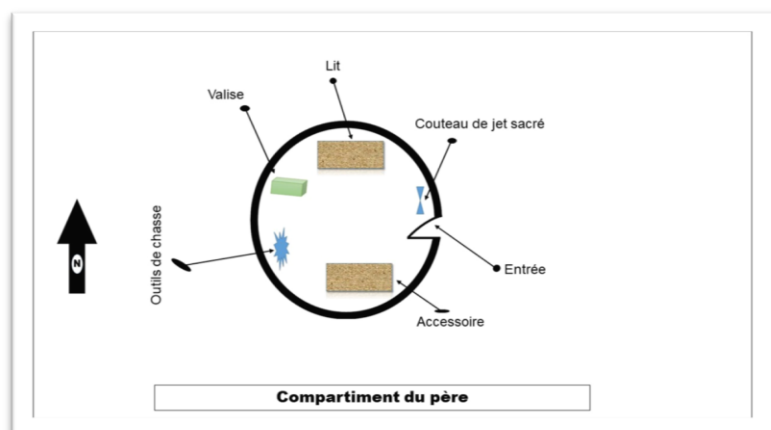 Lit
Valise
Couteau de jet sacré
N
Outils de chasse
Entrée
Accessoire
Compartiment du père